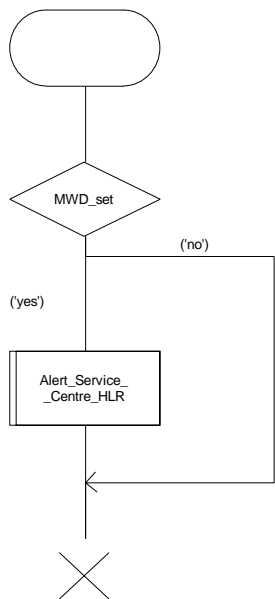 MWD_set
('no')
('yes')
Alert_Service_
_Centre_HLR